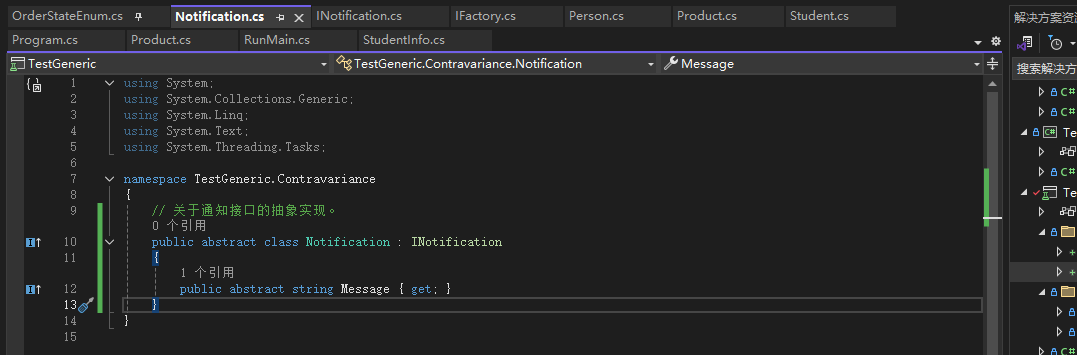 OrderStateEnum.cs Notification.cs INotification.cs IFactory.cs Person.cs Product.cs Student.cs
解决方案资
Program.cs Product.cs RunMain.cs StudentInfo.cs
TestGeneric TestGeneric.Contravariance.Notification Message
搜索解决方
1 using System;
2 using System.Collections.Generic;
3 using System.Linq;
4 using System.Text;
5 using System.Threading.Tasks;
6
7 namespace TestGeneric.Contravariance
8 {
9 // 关于通知接口的抽象实现。
0 个引用
10 public abstract class Notification : INotification
11 {
1 个引用
12 public abstract string Message { get; }
13 }
14 }
15
C#
C#
C# Te
C#
Te
C#